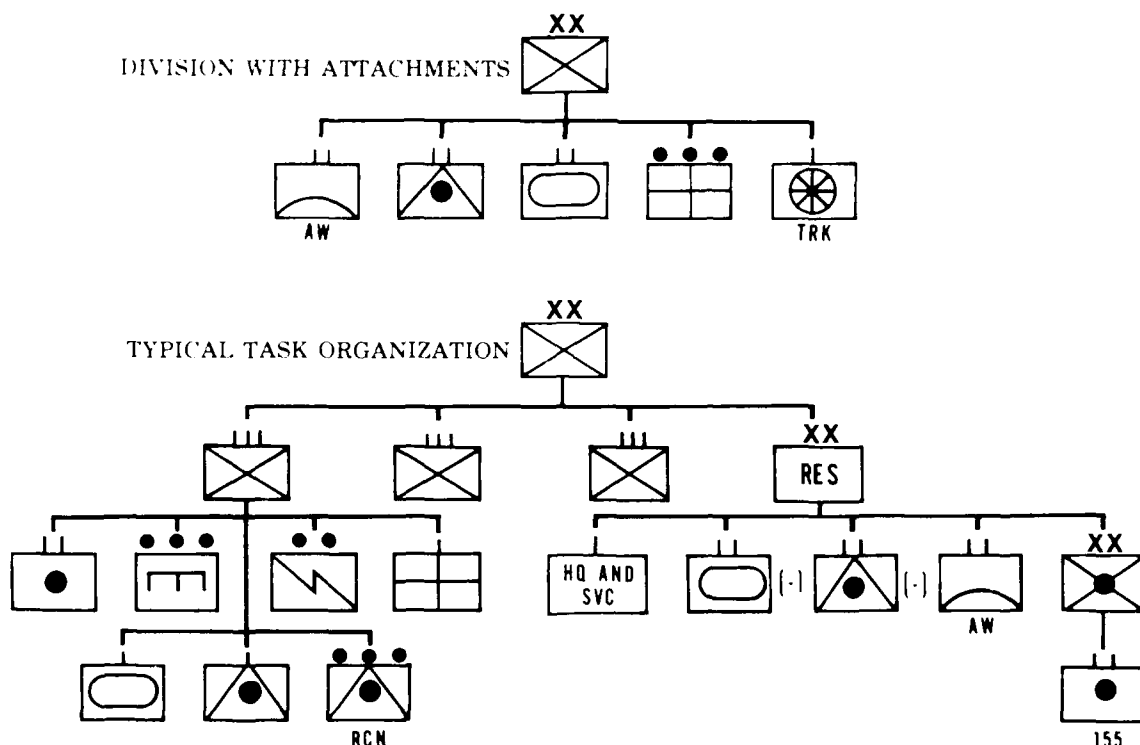 XX
DIVISION WITH ATTACHMENTS
AW
TRK
XX
TYPICAL TASK ORGANIZATION
XX
RES
HQ AND
SVC
(-)
(-)
XX
AW
RCN
155